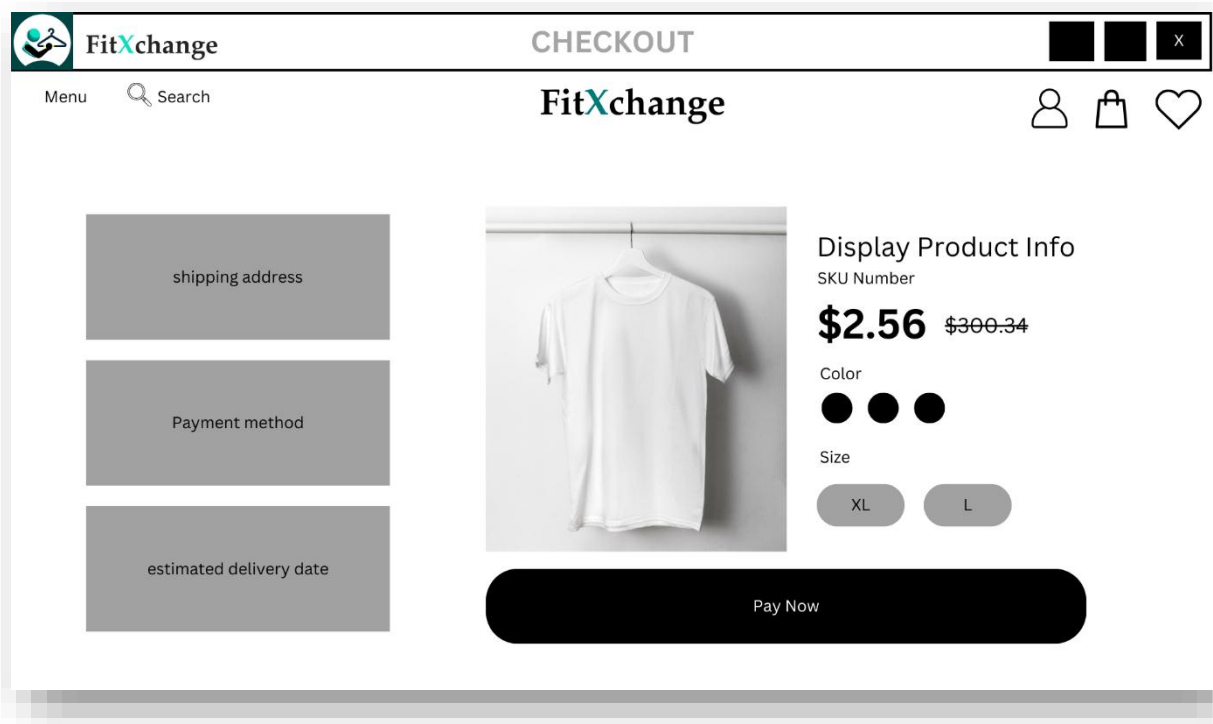 FitXchange
CHECKOUT
X
Menu
Search
FitXchange
shipping address
Payment method
estimated delivery date
Display Product Info
SKU Number
$2.56 $300.34
Color
Size
XL
L
Pay Now